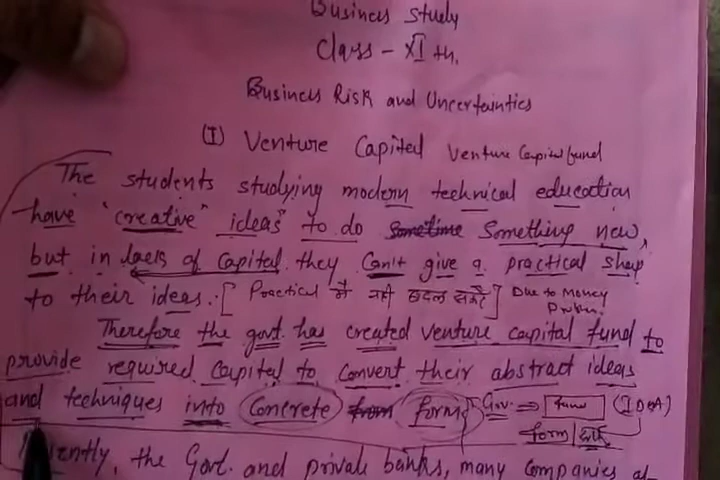 Business Study
Class - XI th.
Business Risk and Uncertainties
(I) Venture Capital Venture Capital fund
The students studying modern technical education
have "creative" ideas" to do Sometime Something new,
but in lack of capital they Can't give a practical shap
to their ideas. [Practical में नही बदल सकते] Due to Money Problem.
Therefore the govt. has created venture capital fund to
provide required Capital to convert their abstract ideas
and techniques into Concrete from form Gov. ⇒ fund (IDEA)
form
the Govt. and private banks, many companies